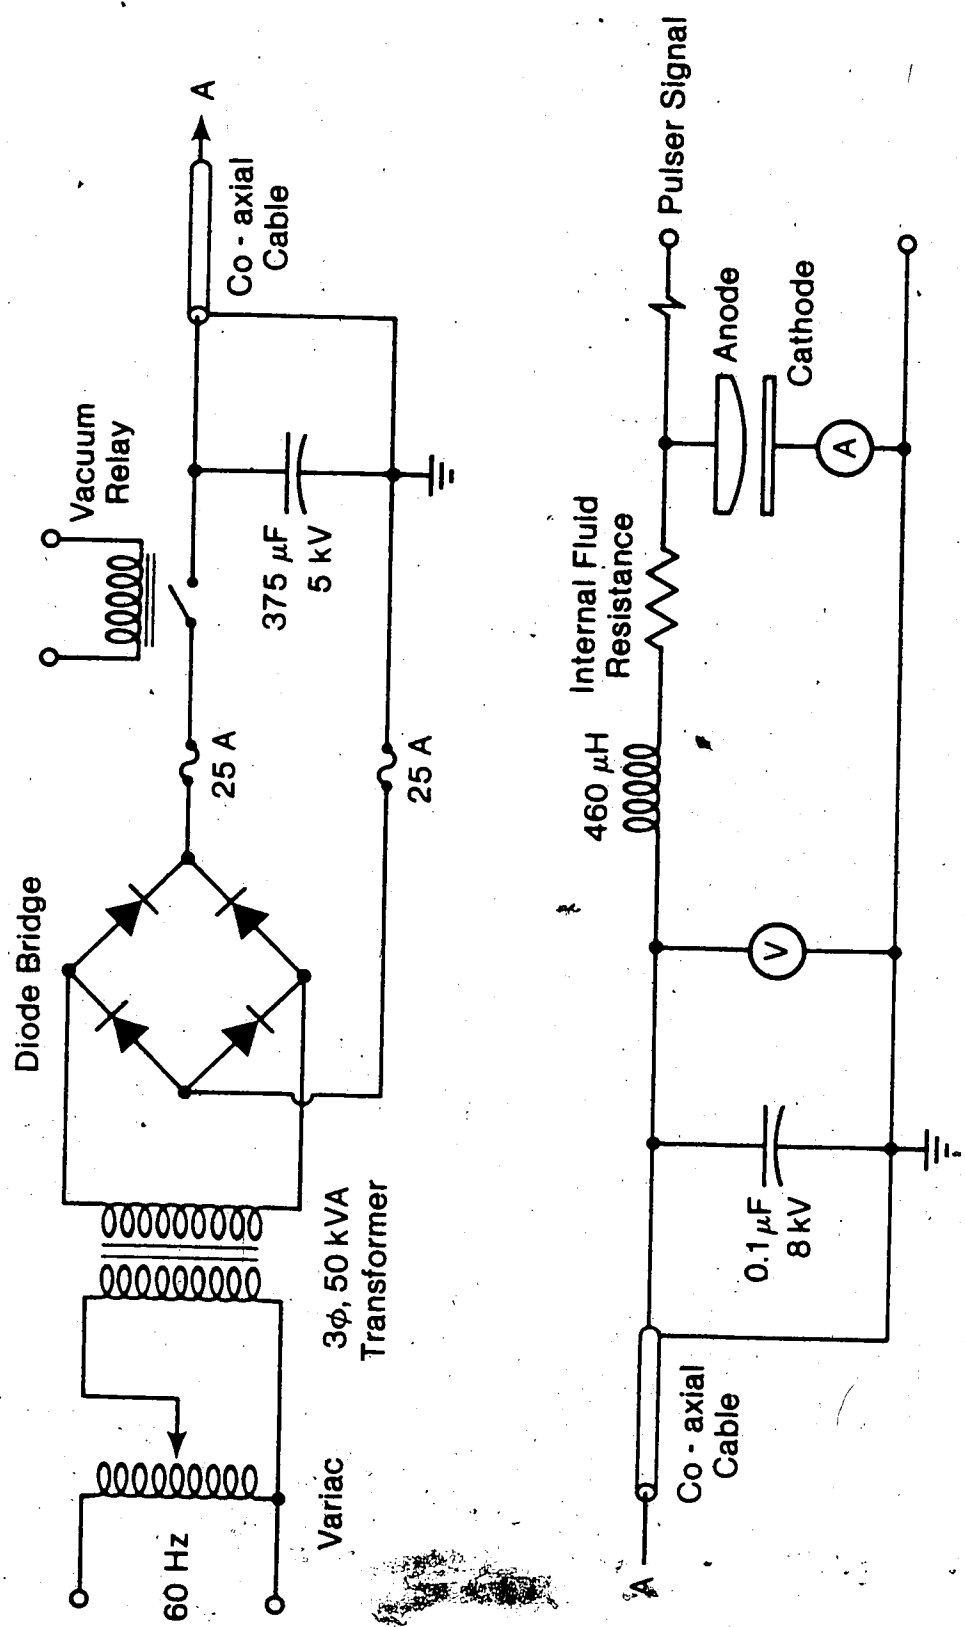 60 Hz
Variac
3ϕ, 50 kVA
Transformer
Diode Bridge
25 A
25 A
Vacuum
Relay
375 μF
5 kV
Co - axial
Cable
A
A
Co - axial
Cable
0.1 μF
8 kV
V
460 μH
Internal Fluid
Resistance
Anode
Cathode
A
Pulser Signal